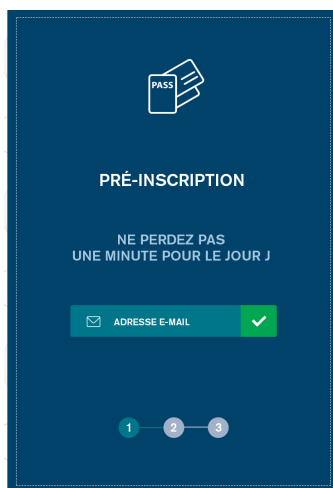 PASS
PRÉ-INSCRIPTION
NE PERDEZ PAS
UNE MINUTE POUR LE JOUR J
ADRESSE E-MAIL
1 2 3